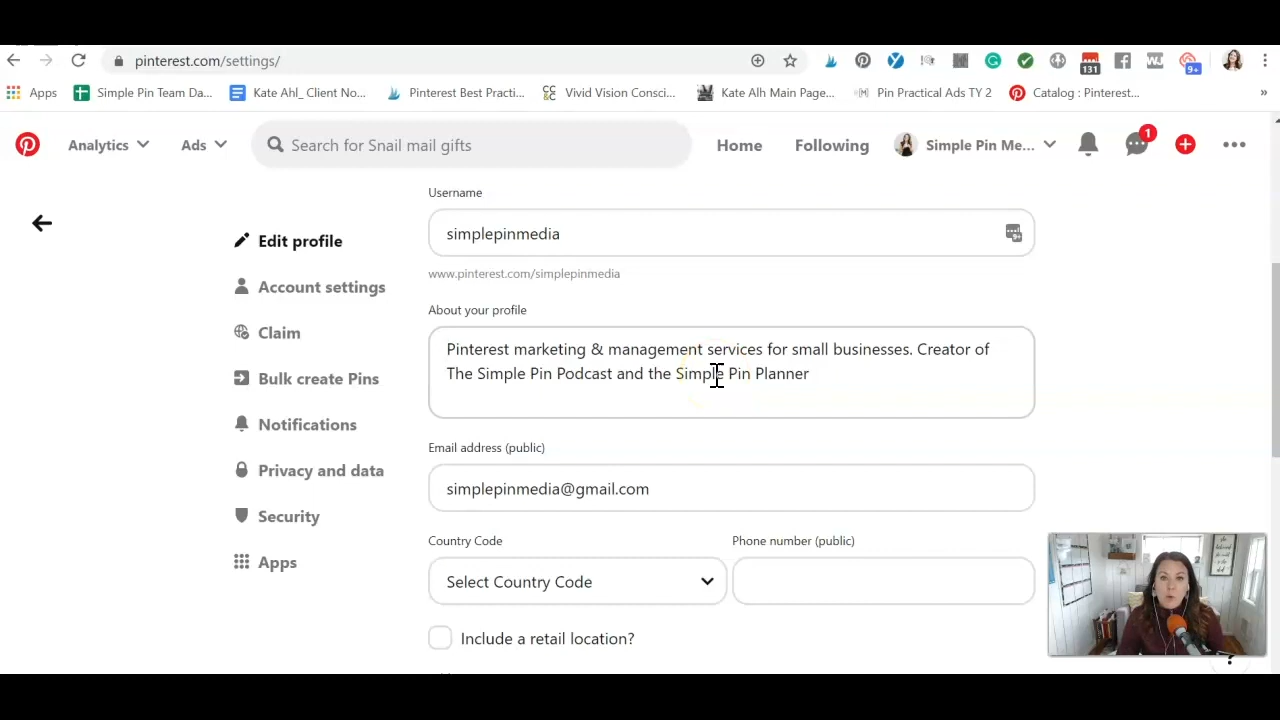 pinterest.com/settings/
131
9+
Apps
Simple Pin Team Da...
Kate Ahl_ Client No...
Pinterest Best Practi...
Vivid Vision Consci...
Kate Alh Main Page...
Pin Practical Ads TY 2
Catalog : Pinterest...
»
Analytics
Ads
Search for Snail mail gifts
Home
Following
Simple Pin Me...
1
Username
simplepinmedia
www.pinterest.com/simplepinmedia
Edit profile
Account settings
Claim
Bulk create Pins
Notifications
Privacy and data
Security
Apps
About your profile
Pinterest marketing & management services for small businesses. Creator of
The Simple Pin Podcast and the Simple Pin Planner
Email address (public)
simplepinmedia@gmail.com
Country Code
Phone number (public)
Select Country Code
Include a retail location?